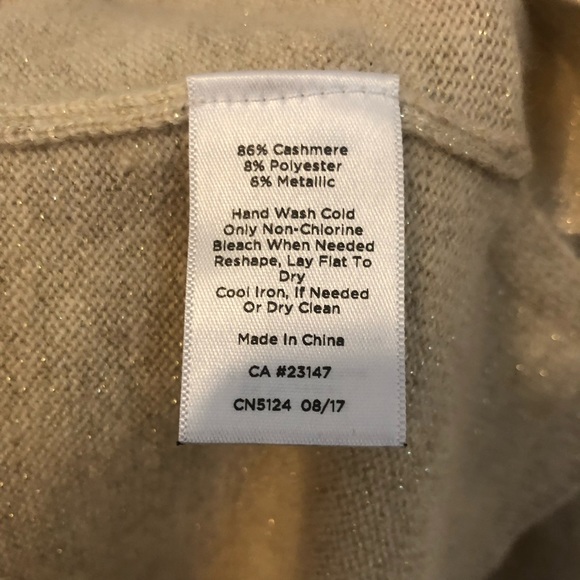 86% Cashmere
8% Polyester
6% Metallic
Hand Wash Cold
Only Non-Chlorine
Bleach When Needed
Reshape, Lay Flat To
Dry
Cool Iron, If Needed
Or Dry Clean
Made In China
CA #23147
CN5124 08/17